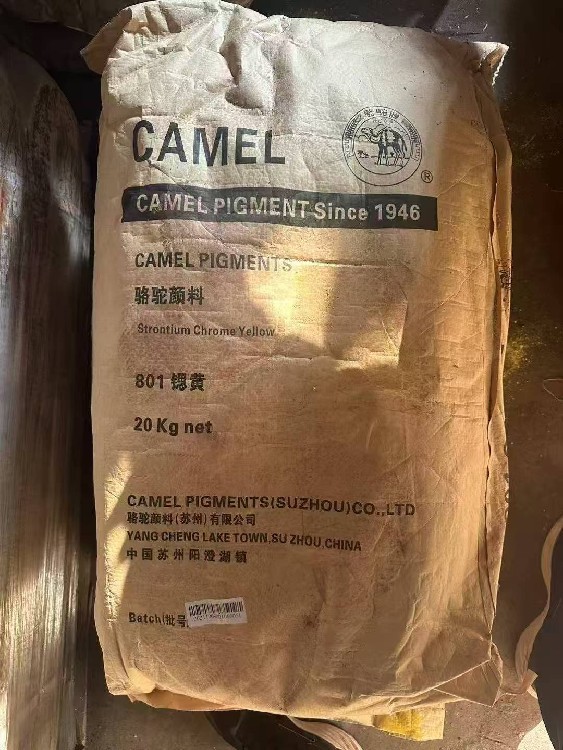 CAMEL
®
CAMEL PIGMENT Since 1946
CAMEL PIGMENTS
骆驼颜料
Strontium Chrome Yellow
801 锶黄
20 Kg net
CAMEL PIGMENTS(SUZHOU)CO.,LTD
骆驼颜料(苏州)有限公司
YANG CHENG LAKE TOWN,SU ZHOU,CHINA
中国苏州阳澄湖镇
Batch(批号